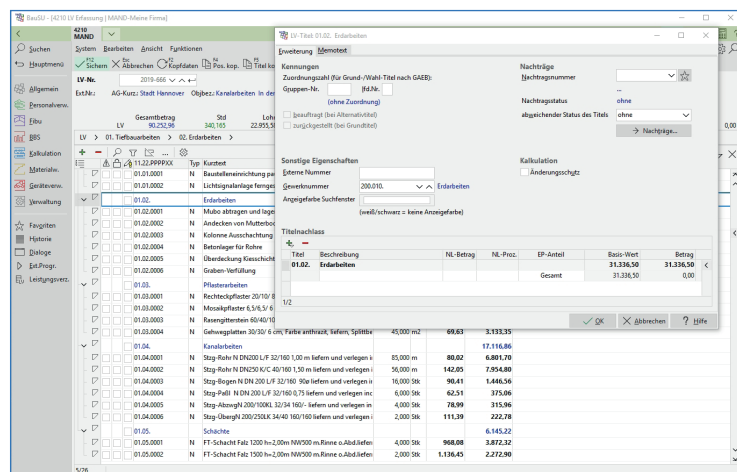 BauSU - [4210 LV Erfassung | MAND-Meine Firma]
4210
MAND
Suchen
Hauptmenü
Allgemein
Personalverw.
Fibu
BBS
Kalkulation
Materialw.
Geräteverw.
Verwaltung
Favoriten
Historie
Dialoge
Ext.Progr.
Leistungsverz.
System Bearbeiten Ansicht Funktionen
F12 Sichern Esc Abbrechen F2 Kopfdaten Pos. kop. Titel ko
LV-Nr. 2019-666
Ext.Nr.: AG-Kurz: Stadt Hannover Objbez: Kanalarbeiten In der
Gesamtbetrag Std Loh
LV 90.252,96 340,165 22.955,5
0,00
LV > 01. Tiefbauarbeiten > 02. Erdarbeiten >
11.22.PPPPXX Typ Kurztext
01.01.0001 N Baustelleneinrichtung pa
01.01.0002 N Lichtsignalanlage fernges
01.02. Erdarbeiten
01.02.0001 N Mubo abtragen und lage
01.02.0002 N Andecken von Mutterboo
01.02.0003 N Kolonne Ausschachtung
01.02.0004 N Betonlager für Rohre
01.02.0005 N Überdeckung Kiesschicht
01.02.0006 N Graben-Verfüllung
01.03. Pflasterarbeiten
01.03.0001 N Rechteckpflaster 20/10/ 8
01.03.0002 N Mosaikpflaster 6,5/6,5/ 6
01.03.0003 N Rasengitterstein 60/40/10
01.03.0004 N Gehwegplatten 30/30/ 6 cm, Farbe anthrazit, liefern, Splittbe 45,000 m2 69,63 3.133,35
01.04. Kanalarbeiten 17.116,86
01.04.0001 N Stzg-Rohr N DN200 L/F 32/160 1,00 m liefern und verlegen i 85,000 m 80,02 6.801,70
01.04.0002 N Stzg-Rohr N DN250 K/C 40/160 1,50 m liefern und verlegen i 56,000 m 142,05 7.954,80
01.04.0003 N Stzg-Bogen N DN 200 L/F 32/160 90ø liefern und verlegen i 16,000 Stk 90,41 1.446,56
01.04.0004 N Stzg-Paßl N DN 200 L/F 32/160 0,75 liefern und verlegen inc 6,000 Stk 62,51 375,06
01.04.0005 N Stzg-AbzwgN 200/100KL 32/34 160/- liefern und verlegen in 4,000 Stk 78,99 315,96
01.04.0006 N Stzg-ÜbergN 200/250LK 34/40 160/160 liefern und verlegen i 2,000 Stk 111,39 222,78
01.05. Schächte 6.145,22
01.05.0001 N FT-Schacht Falz 1200 h=2,00m NW500 m.Rinne o.Abd.liefern 4,000 Stk 968,08 3.872,32
01.05.0002 N FT-Schacht Falz 1500 h=2,00m NW500 m.Rinne o.Abd.liefern 2,000 Stk 1.136,45 2.272,90
5/26
LV-Titel 01.02. Erdarbeiten
Erweiterung Memotext
Kennungen
Zuordnungszahl (für Grund-/Wahl-Titel nach GAEB):
Gruppen-Nr. lfd.Nr.
(ohne Zuordnung)
beauftragt (bei Alternativtitel)
zurückgestellt (bei Grundtitel)
Nachträge
Nachtragsnummer
...
Nachtragsstatus ohne
abweichender Status des Titels ohne
Nachträge...
Sonstige Eigenschaften
Externe Nummer
Gewerknummer 200.010. Erdarbeiten
Anzeigefarbe Suchfenster
(weiß/schwarz = keine Anzeigefarbe)
Kalkulation
Änderungsschutz
Titelnachlass
Titel Beschreibung NL-Betrag NL-Proz. EP-Anteil Basis-Wert Betrag
01.02. Erdarbeiten 31.336,50 31.336,50
Gesamt 31.336,50 0,00
1/2
OK Abbrechen Hilfe